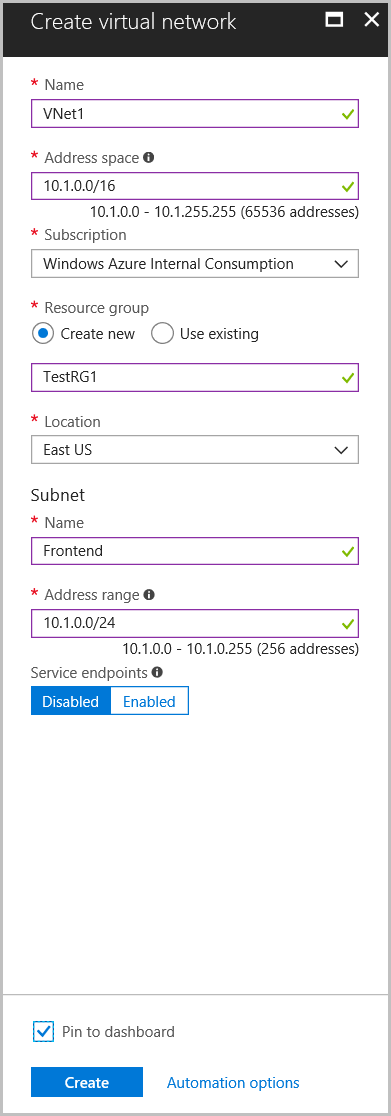 Create virtual network
* Name
VNet1
* Address space
10.1.0.0/16
10.1.0.0 - 10.1.255.255 (65536 addresses)
* Subscription
Windows Azure Internal Consumption
* Resource group
Create new Use existing
TestRG1
* Location
East US
Subnet
* Name
Frontend
* Address range
10.1.0.0/24
10.1.0.0 - 10.1.0.255 (256 addresses)
Service endpoints
Disabled Enabled
Pin to dashboard
Create Automation options